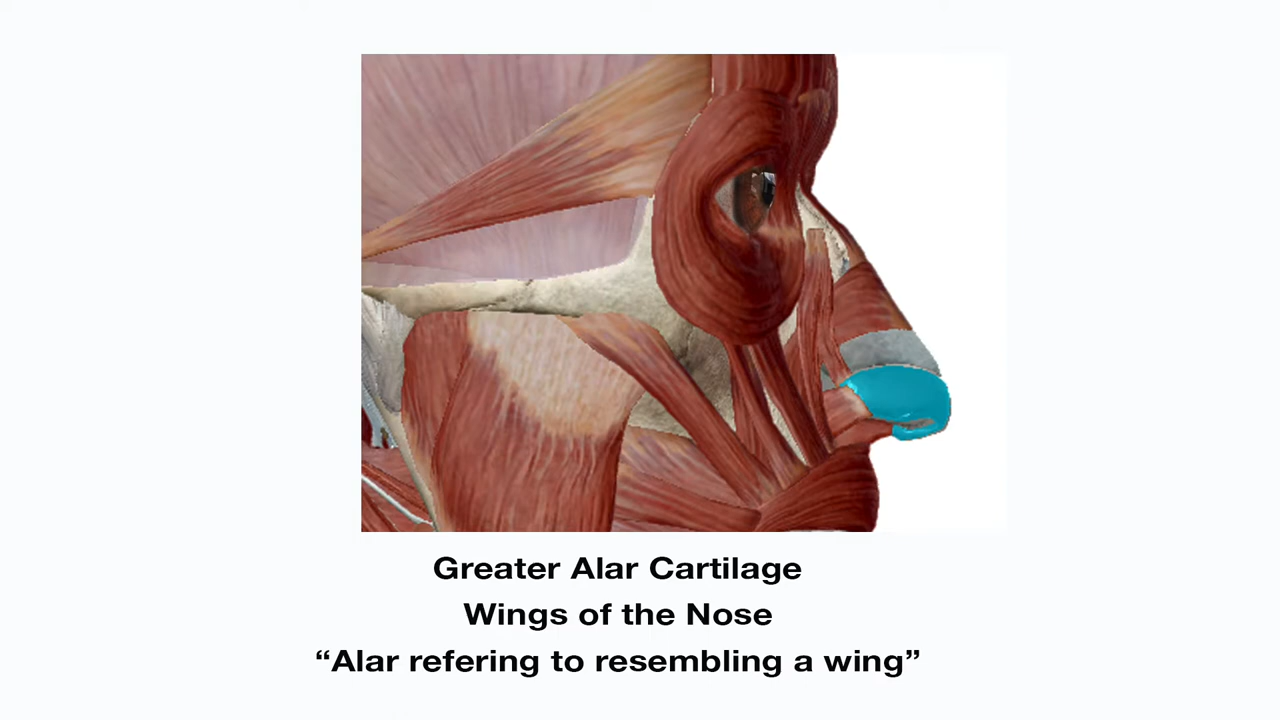 Greater Alar Cartilage
Wings of the Nose
“Alar refering to resembling a wing”